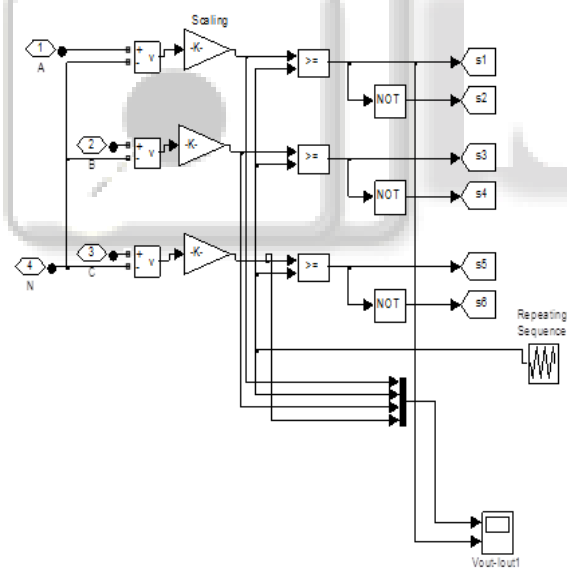 Scaling
1
A
+
-
v
-K-
>=
s1
NOT
s2
2
B
+
-
v
-K-
>=
s3
NOT
s4
3
C
4
N
+
-
v
-K-
>=
s5
NOT
s6
Repeating
Sequence
Vout-Iout1